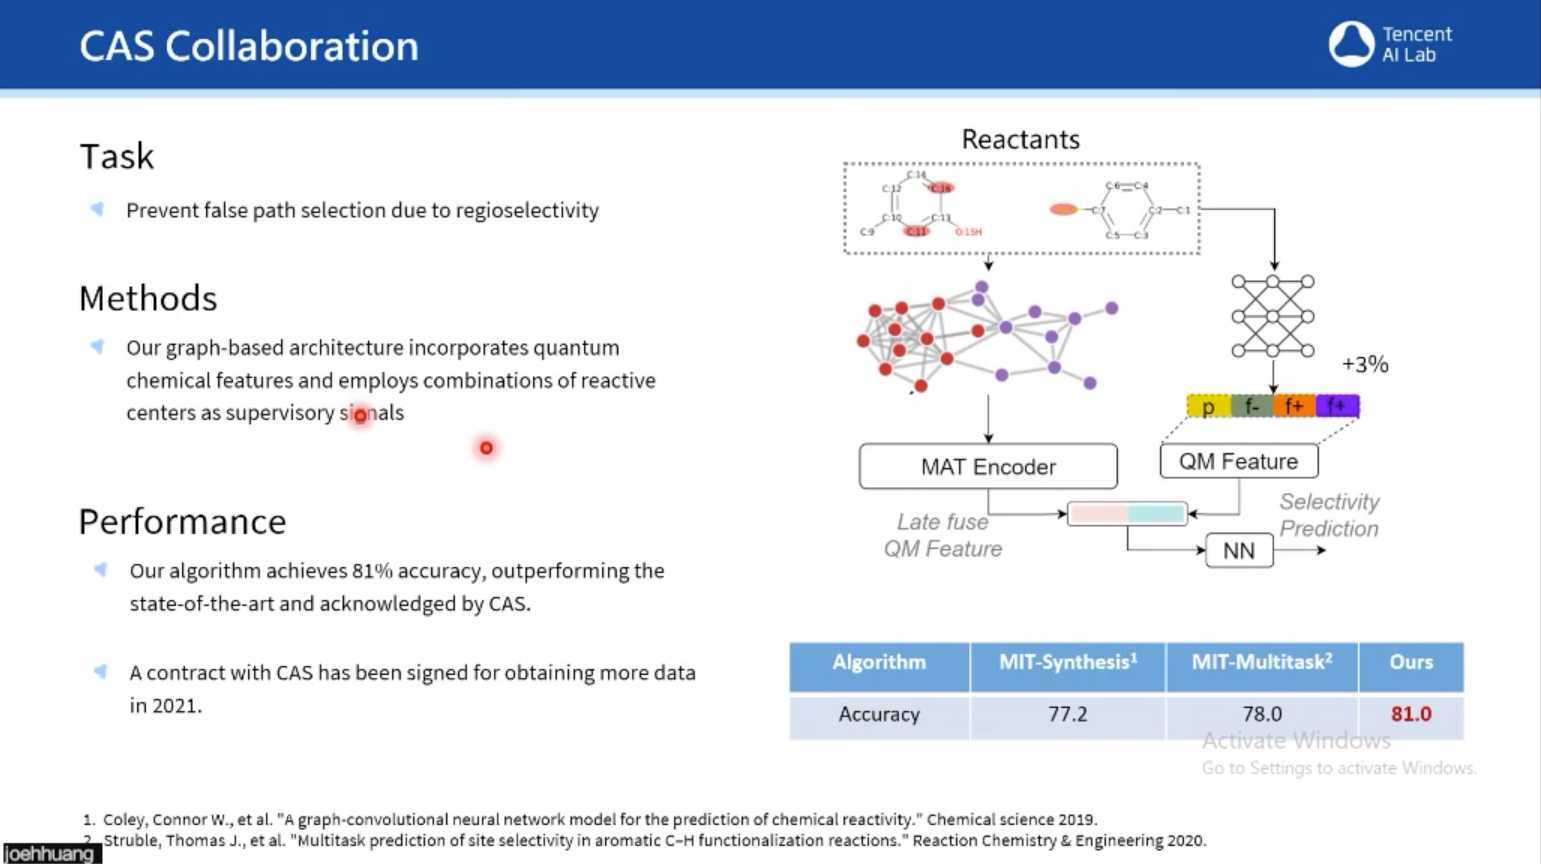 CAS Collaboration
Tencent
AI Lab
Task
Prevent false path selection due to regioselectivity
Methods
Our graph-based architecture incorporates quantum
chemical features and employs combinations of reactive
centers as supervisory signals
Performance
Our algorithm achieves 81% accuracy, outperforming the
state-of-the-art and acknowledged by CAS.
A contract with CAS has been signed for obtaining more data
in 2021.
Reactants
C:14
C:12 C:16
C:10 C:13
C:9 C:11 O:15H
C:6 C:4
C:7 C:2 C:1
C:5 C:3
+3%
p f- f+ f+
MAT Encoder
QM Feature
Late fuse
QM Feature
Selectivity
Prediction
NN
Algorithm MIT-Synthesis¹ MIT-Multitask² Ours
Accuracy 77.2 78.0 81.0
Activate Windows
Go to Settings to activate Windows.
1. Coley, Connor W., et al. "A graph-convolutional neural network model for the prediction of chemical reactivity." Chemical science 2019.
2. Struble, Thomas J., et al. "Multitask prediction of site selectivity in aromatic C–H functionalization reactions." Reaction Chemistry & Engineering 2020.
joehhuang